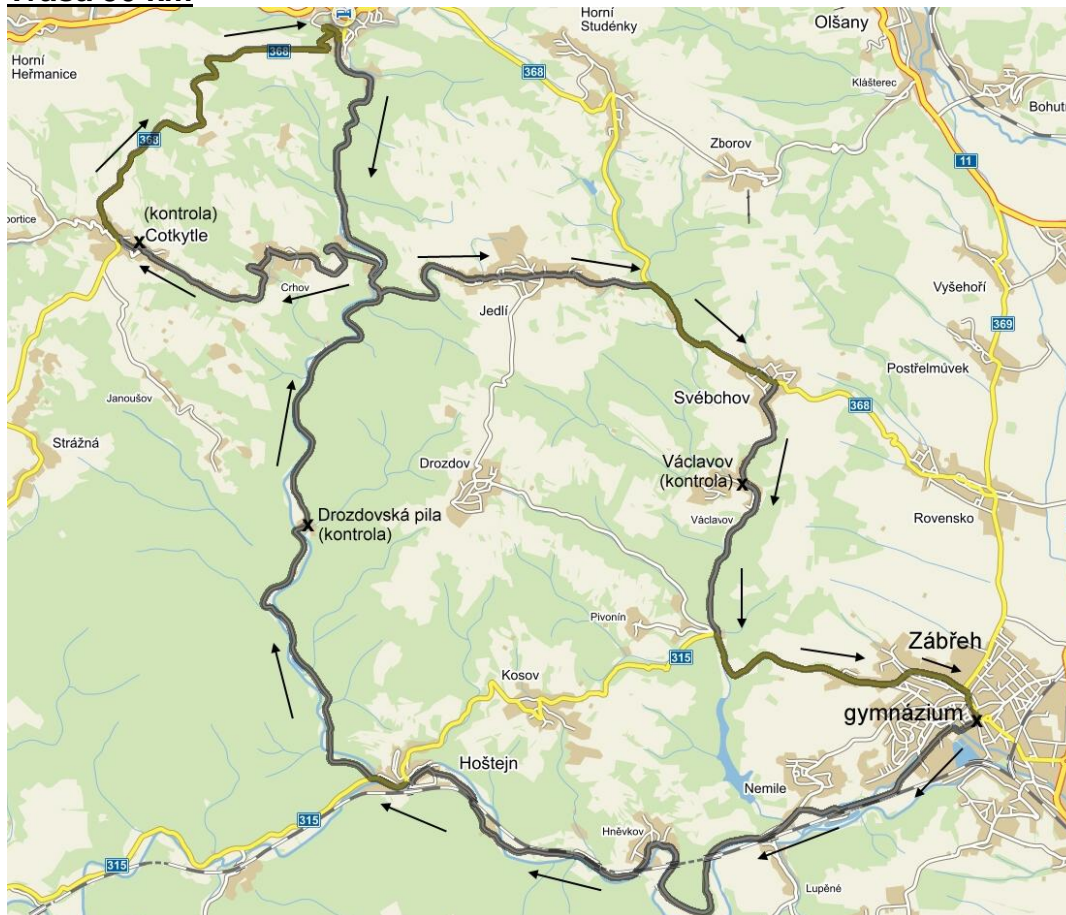 Horní
Studénky
Olšany
Horní
Heřmanice
368
368
Klášterec
Bohut
Zborov
11
368
(kontrola)
Cotkytle
Crhov
Jedlí
Vyšehoří
369
Postřelmůvek
Janoušov
Svébohov
368
Strážná
Drozdov
Václavov
(kontrola)
Drozdovská pila
(kontrola)
Václavov
Rovensko
Pivonín
Zábřeh
315
Kosov
gymnázium
Hoštejn
Nemile
315
Hněvkov
315
Lupěné